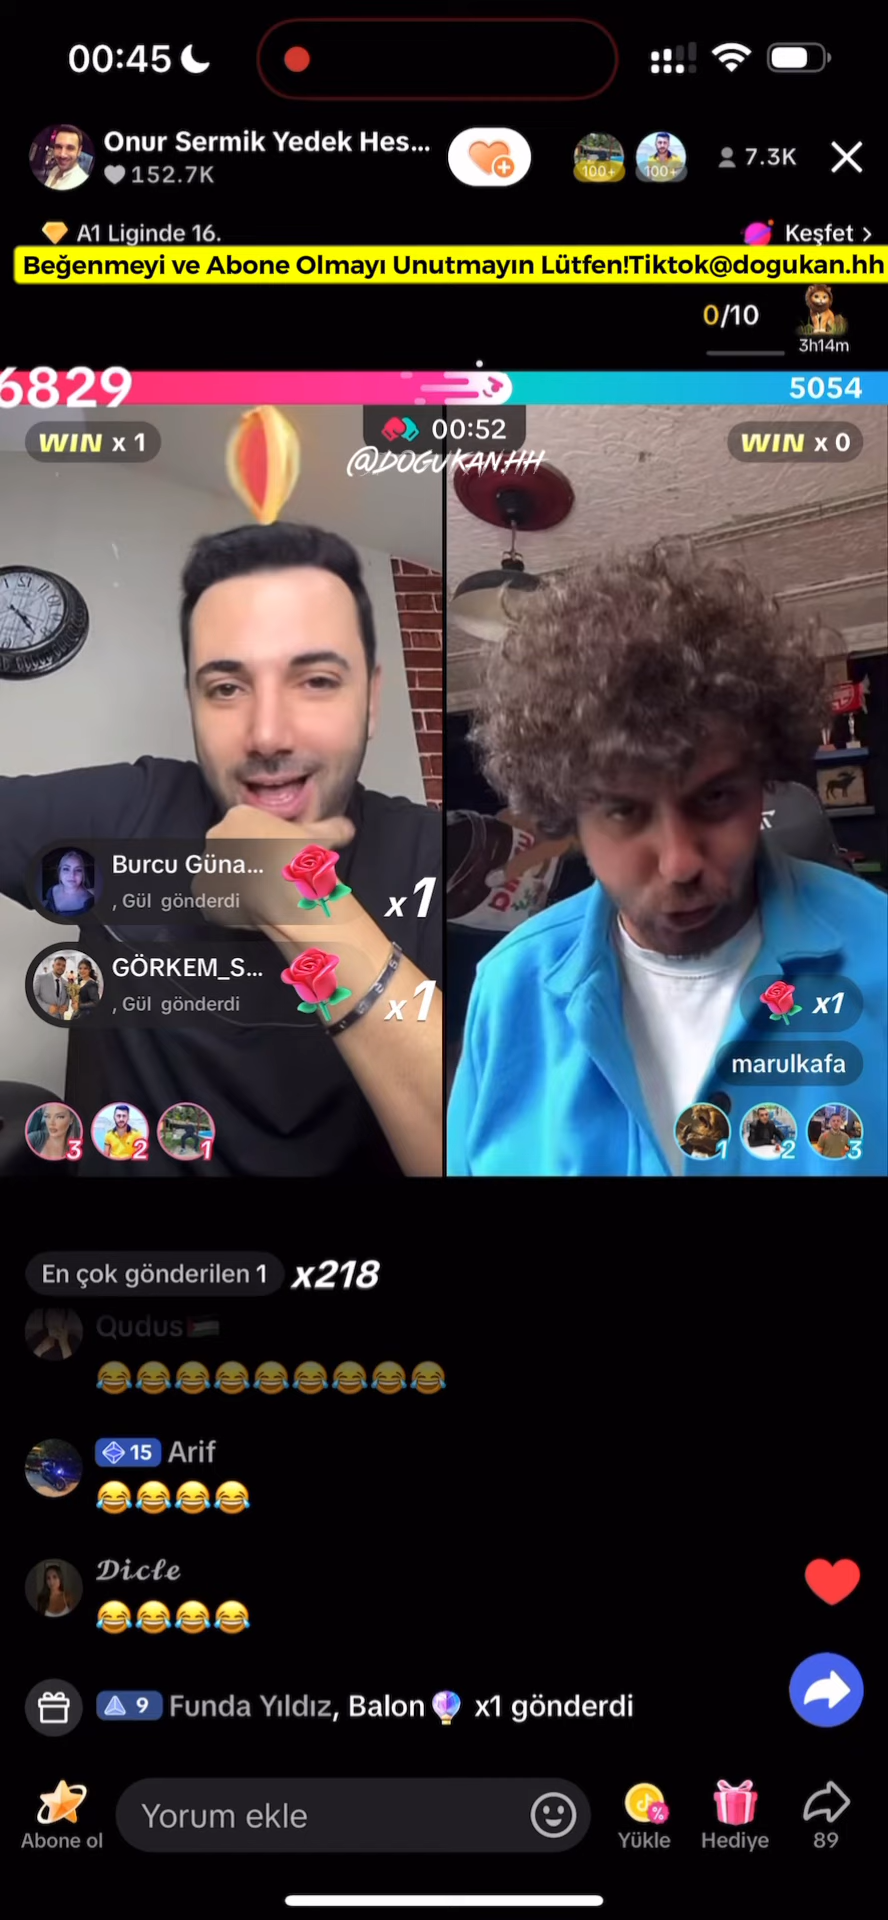 00:45
Onur Sermik Yedek Hes...
152.7K
100+
100+
7.3K
A1 Liginde 16.
Keşfet >
Beğenmeyi ve Abone Olmayı Unutmayın Lütfen!Tiktok@dogukan.hh
0/10
3h14m
6829
5054
WIN x 1
00:52
WIN x 0
@DOGUKAN.HH
Burcu Güna...
, Gül gönderdi
x1
GÖRKEM_S...
, Gül gönderdi
x1
x1
marulkafa
3
2
1
1
2
3
En çok gönderilen 1
x218
Qudus🇵🇸
😂😂😂😂😂😂😂😂😂
15 Arif
😂😂😂😂
𝓓𝓲𝓬𝓵𝓮
😂😂😂😂
9 Funda Yıldız, Balon x1 gönderdi
Yorum ekle
Abone ol
Yükle
Hediye
89